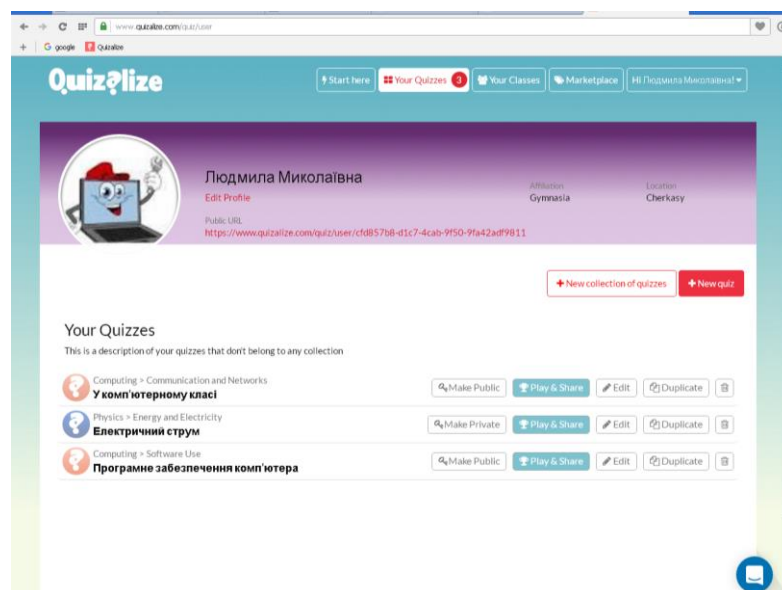 www.quizalize.com/quiz/user
google Quizalize
Quizalize
Start here Your Quizzes 3 Your Classes Marketplace Hi Людмила Миколаївна!
Людмила Миколаївна
Edit Profile
Affiliation Location
Gymnasia Cherkasy
Public URL
https://www.quizalize.com/quiz/user/cfd857b8-d1c7-4cab-9f50-9fa42adf9811
+ New collection of quizzes + New quiz
Your Quizzes
This is a description of your quizzes that don't belong to any collection
Computing > Communication and Networks
У комп'ютерному класі
Make Public Play & Share Edit Duplicate
Physics > Energy and Electricity
Електричний струм
Make Private Play & Share Edit Duplicate
Computing > Software Use
Програмне забезпечення комп'ютера
Make Public Play & Share Edit Duplicate